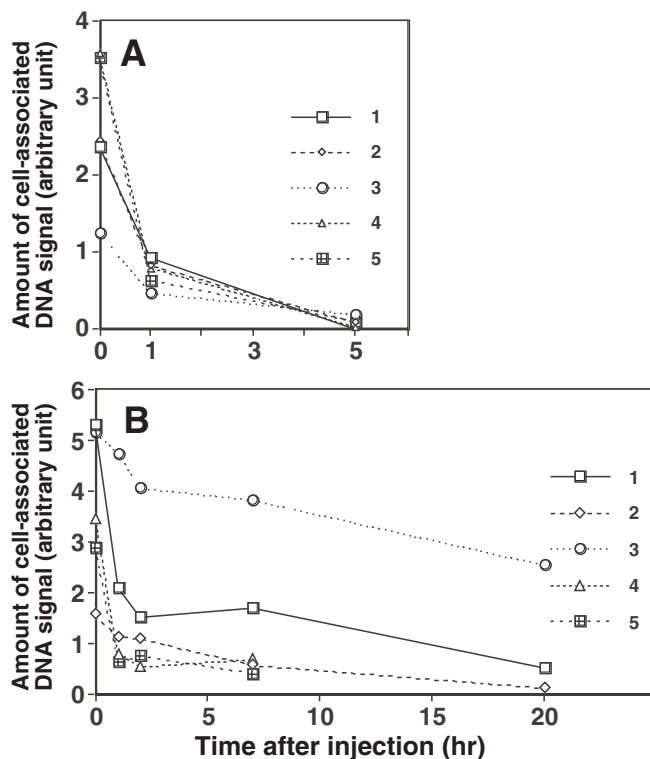 A
Amount of cell-associated
DNA signal (arbitrary unit)
4
3
2
1
0
0 1 3 5
1
2
3
4
5
B
Amount of cell-associated
DNA signal (arbitrary unit)
6
5
4
3
2
1
0
0 5 10 15 20
1
2
3
4
5
Time after injection (hr)